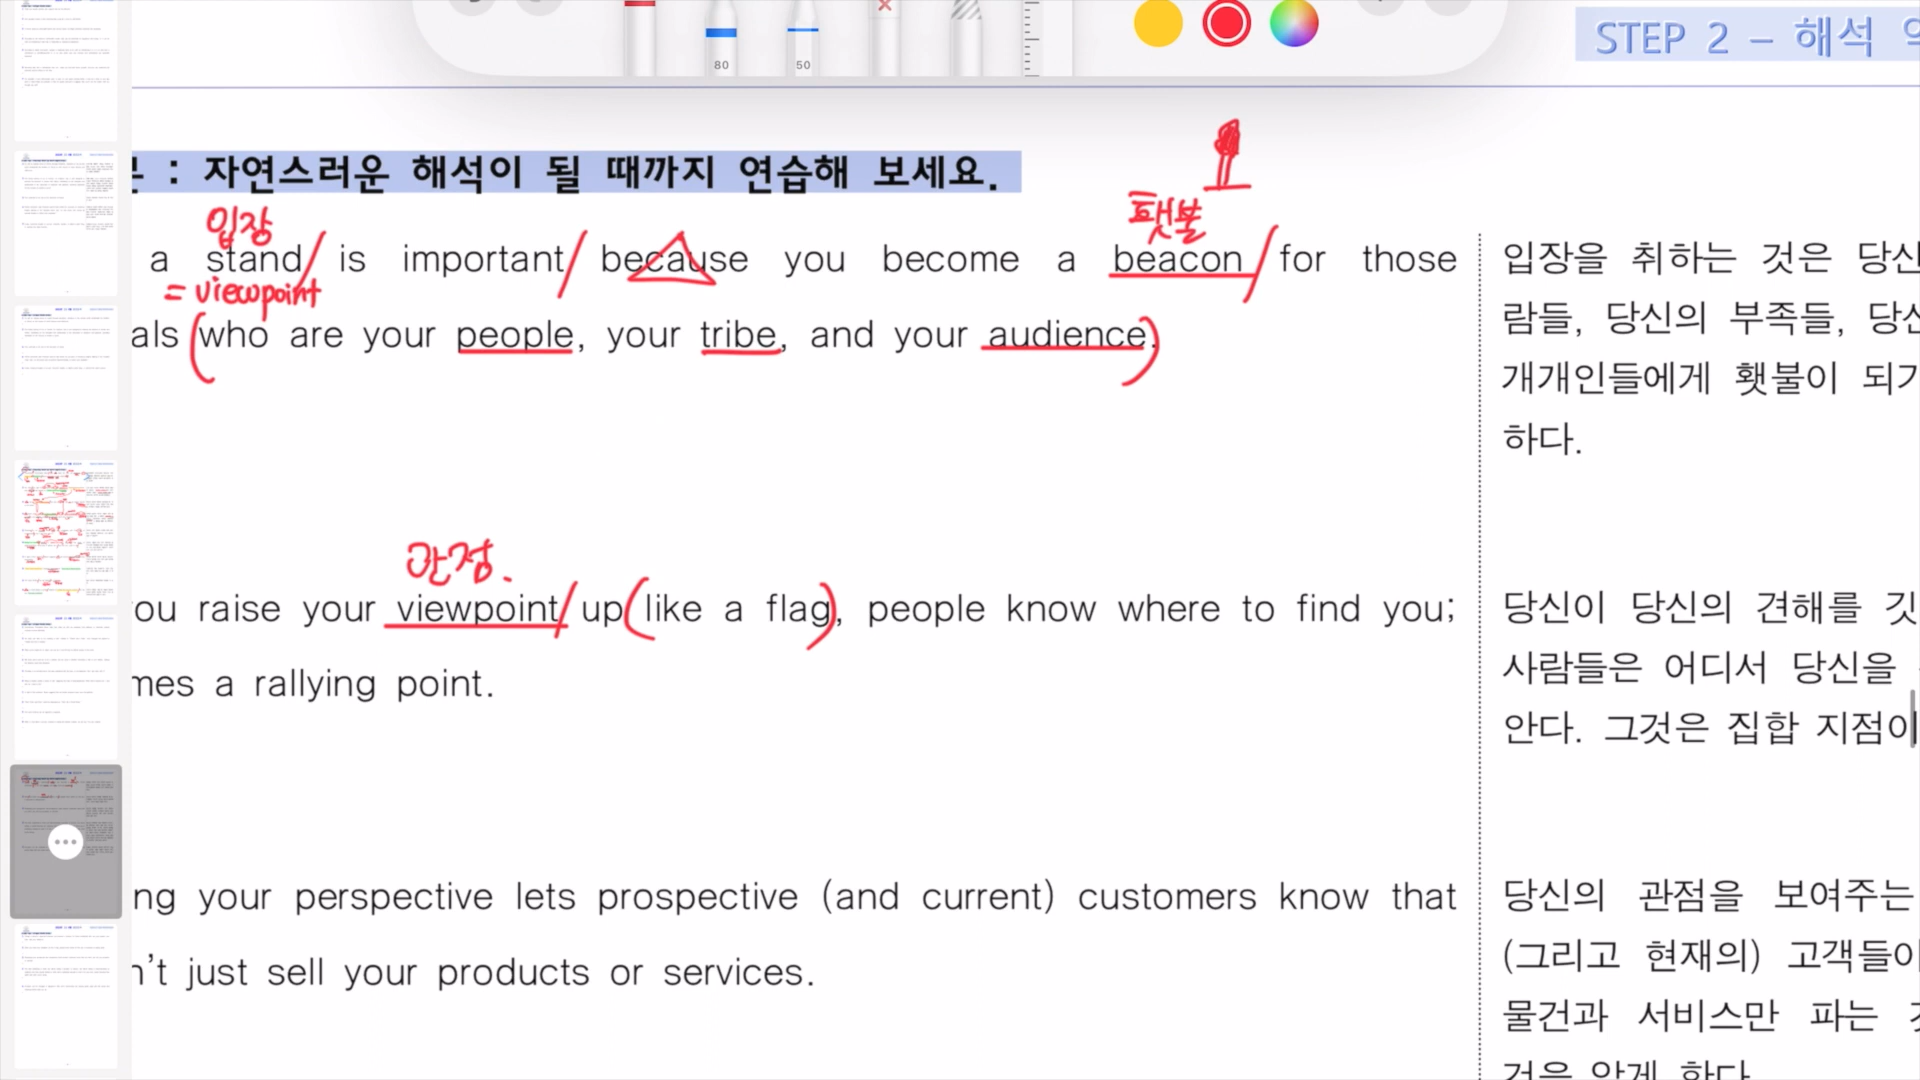 80
50
STEP 2 – 해석
: 자연스러운 해석이 될 때까지 연습해 보세요.
입장
횃불
a stand / is important / because you become a beacon / for those
= viewpoint
als (who are your people, your tribe, and your audience.)
입장을 취하는 것은 당신
람들, 당신의 부족들, 당신
개개인들에게 횃불이 되기
하다.
관점.
ou raise your viewpoint / up (like a flag), people know where to find you;
mes a rallying point.
당신이 당신의 견해를 깃
사람들은 어디서 당신을
안다. 그것은 집합 지점이
ng your perspective lets prospective (and current) customers know that
n't just sell your products or services.
당신의 관점을 보여주는
(그리고 현재의) 고객들이
물건과 서비스만 파는
것을 알게 한다.